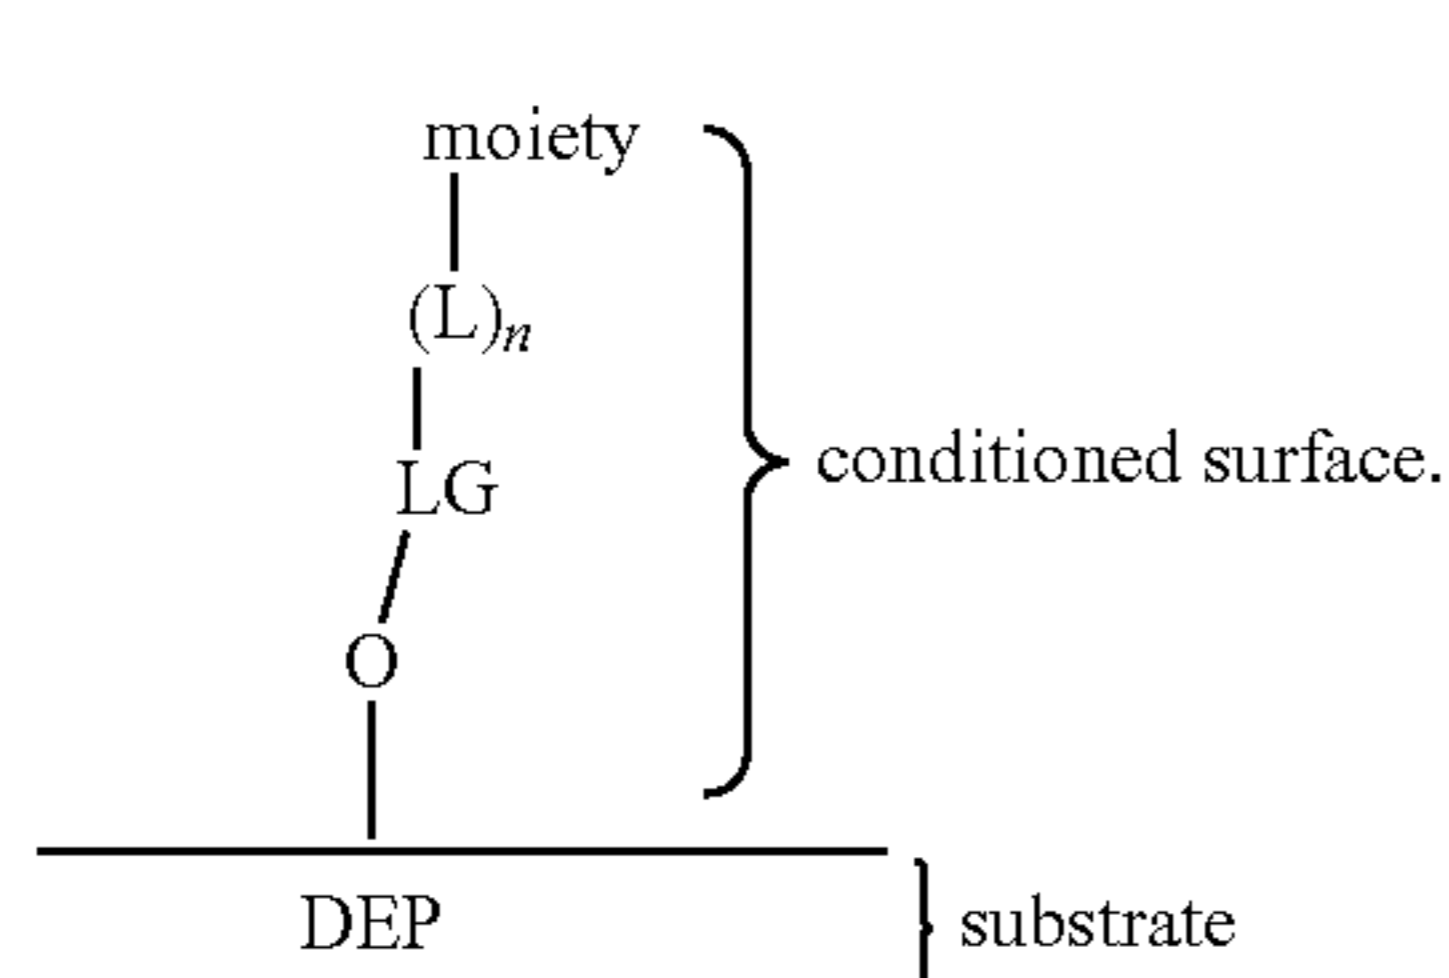 moiety
(L)n
LG
conditioned surface.
O
DEP
substrate